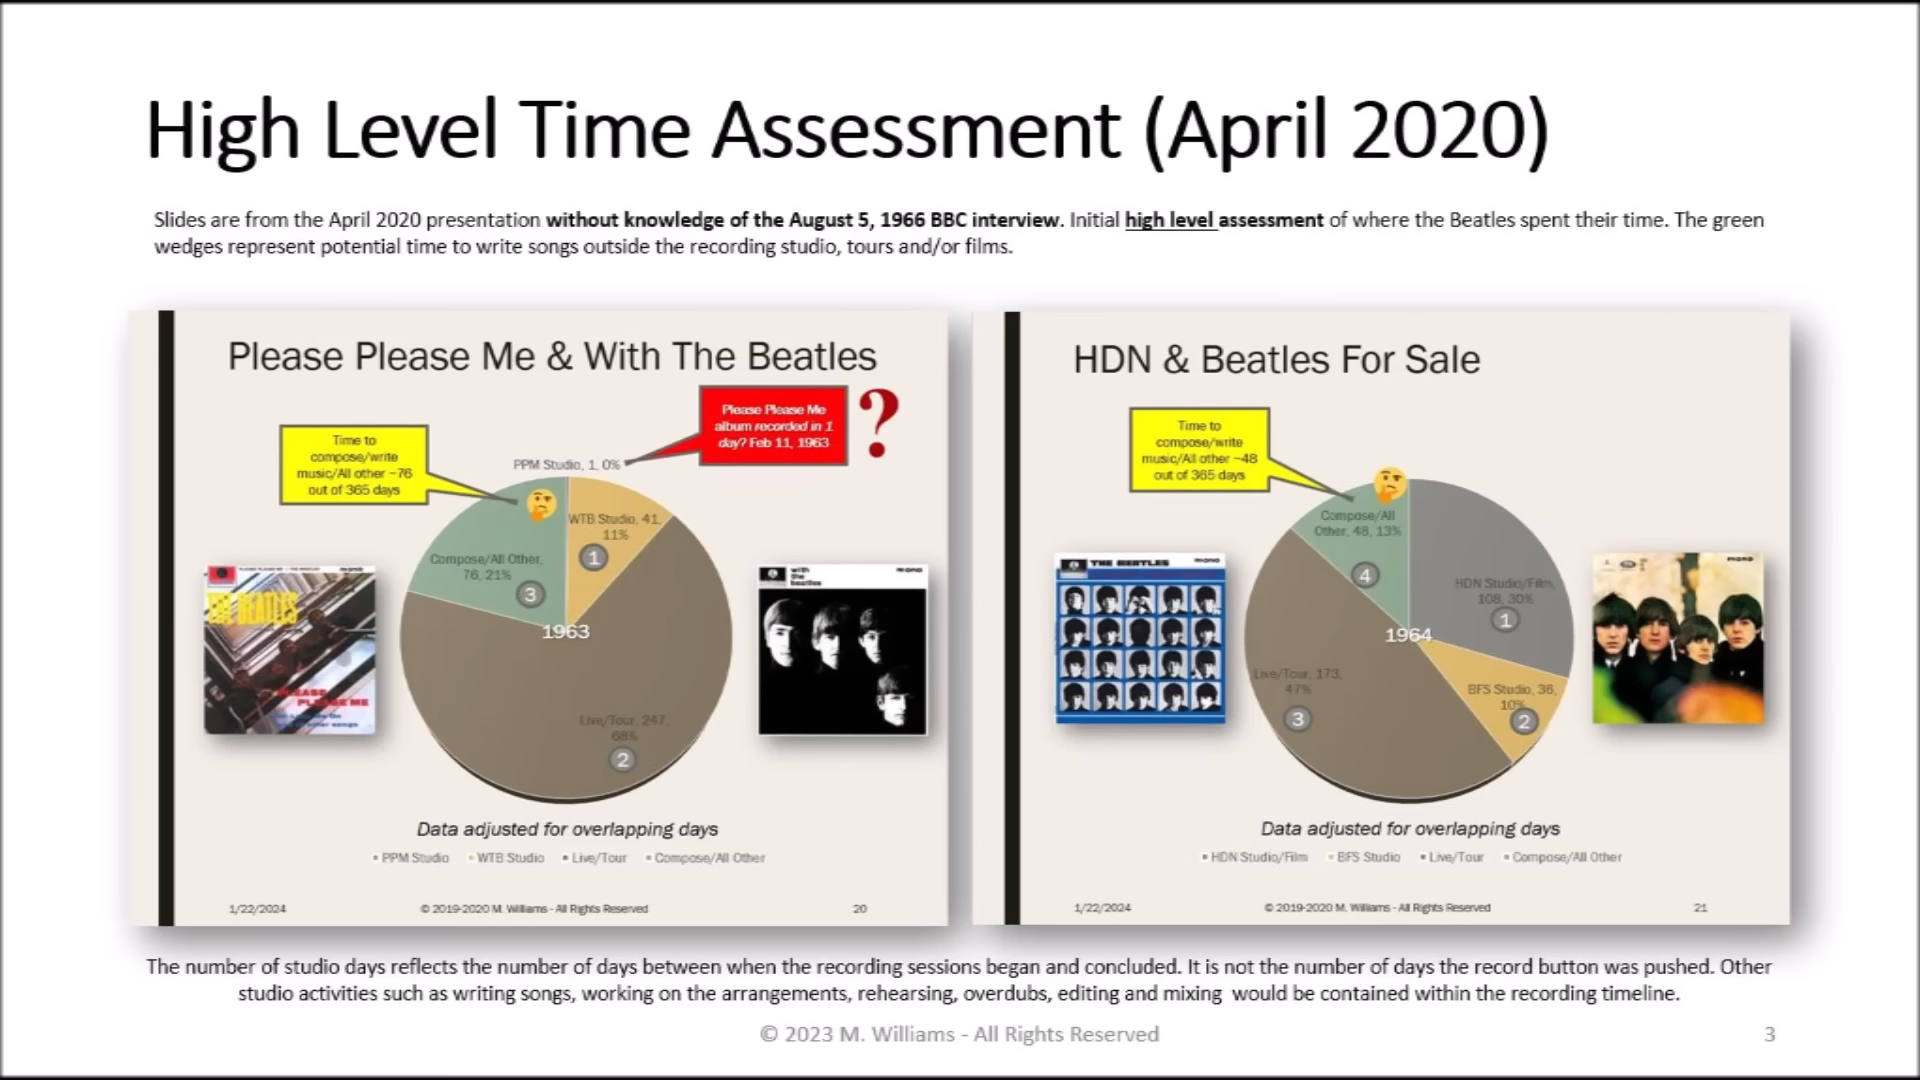 High Level Time Assessment (April 2020)
Slides are from the April 2020 presentation without knowledge of the August 5, 1966 BBC interview. Initial high level assessment of where the Beatles spent their time. The green
wedges represent potential time to write songs outside the recording studio, tours and/or films.
Please Please Me & With The Beatles
Please Please Me
album recorded in 1
day? Feb 11, 1963
?
Time to
compose/write
music/All other ~76
out of 365 days
PPM Studio, 1, 0%
WTB Studio, 41,
11%
1
Compose/All Other,
76, 21%
3
1963
Live/Tour, 247,
68%
2
THE BEATLES
PLEASE
PLEASE ME
with
the
beatles
mono
Data adjusted for overlapping days
PPM Studio
WTB Studio
Live/Tour
Compose/All Other
1/22/2024
© 2019-2020 M. Williams - All Rights Reserved
20
HDN & Beatles For Sale
Time to
compose/write
music/All other ~48
out of 365 days
Compose/All
Other, 48, 13%
4
HDN Studio/Film,
108, 30%
1
1964
Live/Tour, 173,
47%
3
BFS Studio, 36,
10%
2
THE BEATLES
mono
mono
Data adjusted for overlapping days
HDN Studio/Film
BFS Studio
Live/Tour
Compose/All Other
1/22/2024
© 2019-2020 M. Williams - All Rights Reserved
21
The number of studio days reflects the number of days between when the recording sessions began and concluded. It is not the number of days the record button was pushed. Other
studio activities such as writing songs, working on the arrangements, rehearsing, overdubs, editing and mixing would be contained within the recording timeline.
© 2023 M. Williams - All Rights Reserved
3